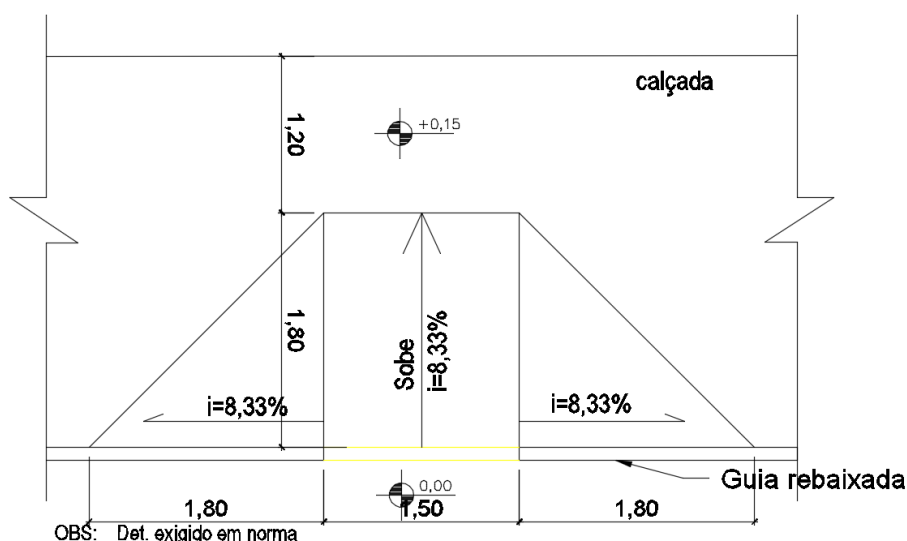 calçada
+0,15
1,20
1,80
Sobe
i=8,33%
i=8,33%
i=8,33%
Guia rebaixada
0,00
1,80
1,50
1,80
OBS: Det. exigido em norma